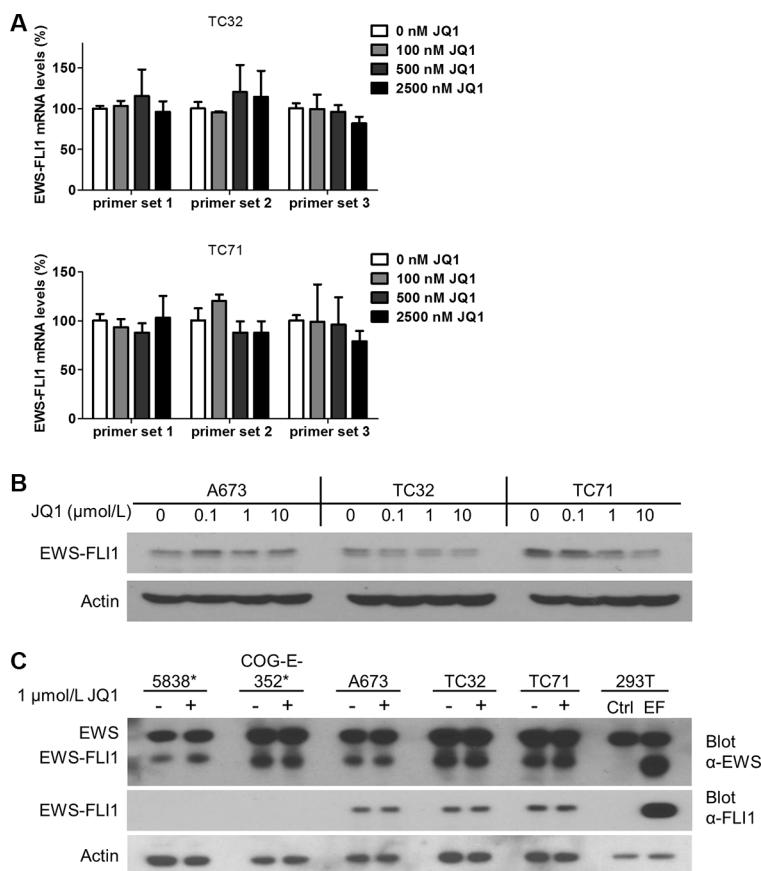 A
TC32
EWS-FLI1 mRNA levels (%)
150
100
50
0
primer set 1 primer set 2 primer set 3
0 nM JQ1
100 nM JQ1
500 nM JQ1
2500 nM JQ1
TC71
EWS-FLI1 mRNA levels (%)
150
100
50
0
primer set 1 primer set 2 primer set 3
0 nM JQ1
100 nM JQ1
500 nM JQ1
2500 nM JQ1
B
A673 TC32 TC71
JQ1 (µmol/L) 0 0.1 1 10 0 0.1 1 10 0 0.1 1 10
EWS-FLI1
Actin
C
5838* COG-E-352* A673 TC32 TC71 293T
1 µmol/L JQ1 - + - + - + - + - + Ctrl EF
EWS
EWS-FLI1
Blot
α-EWS
EWS-FLI1
Blot
α-FLI1
Actin